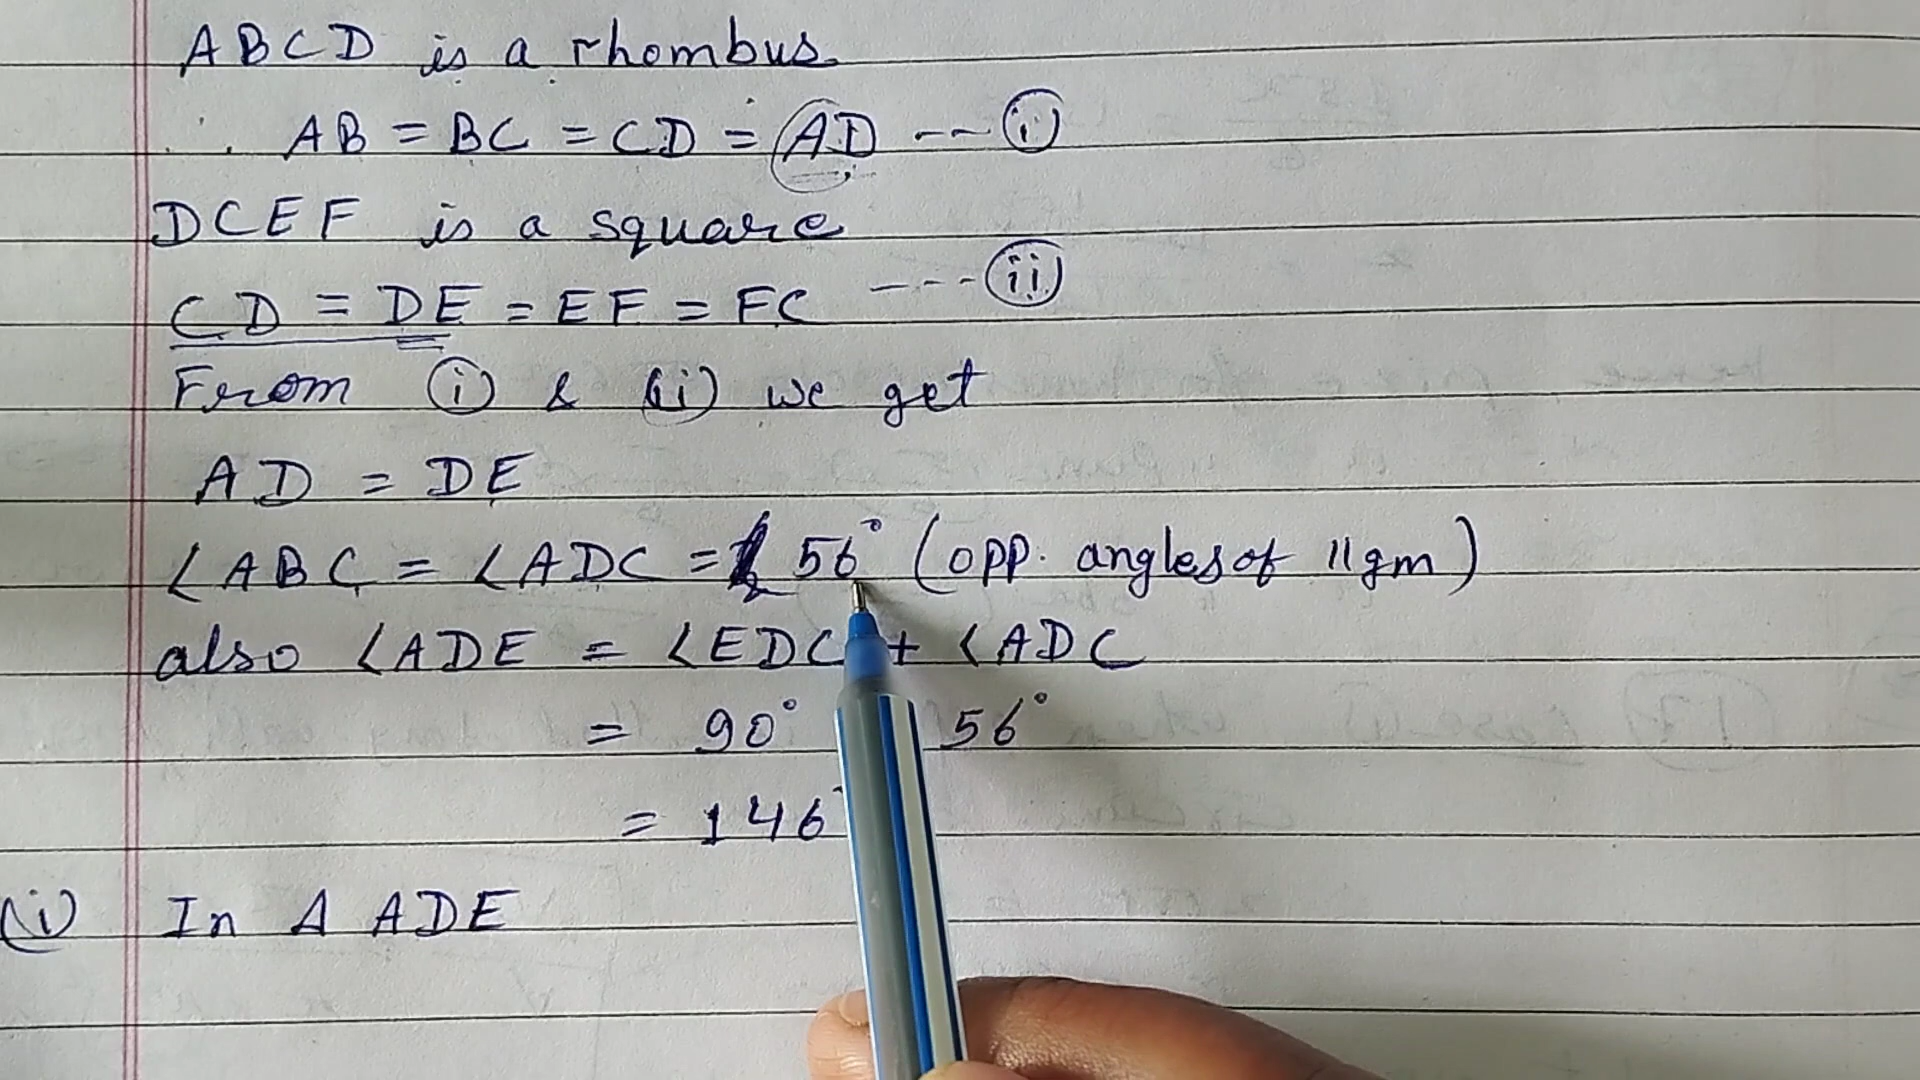 ABCD is a rhombus
∴ AB = BC = CD = AD --- (i)
DCEF is a square
CD = DE = EF = FC ---- (ii)
From (i) & (ii) we get
AD = DE
∠ABC = ∠ADC = 56° (opp. angles of ||gm)
also ∠ADE = ∠EDC + ∠ADC
= 90° 56°
= 146°
(i) In Δ ADE